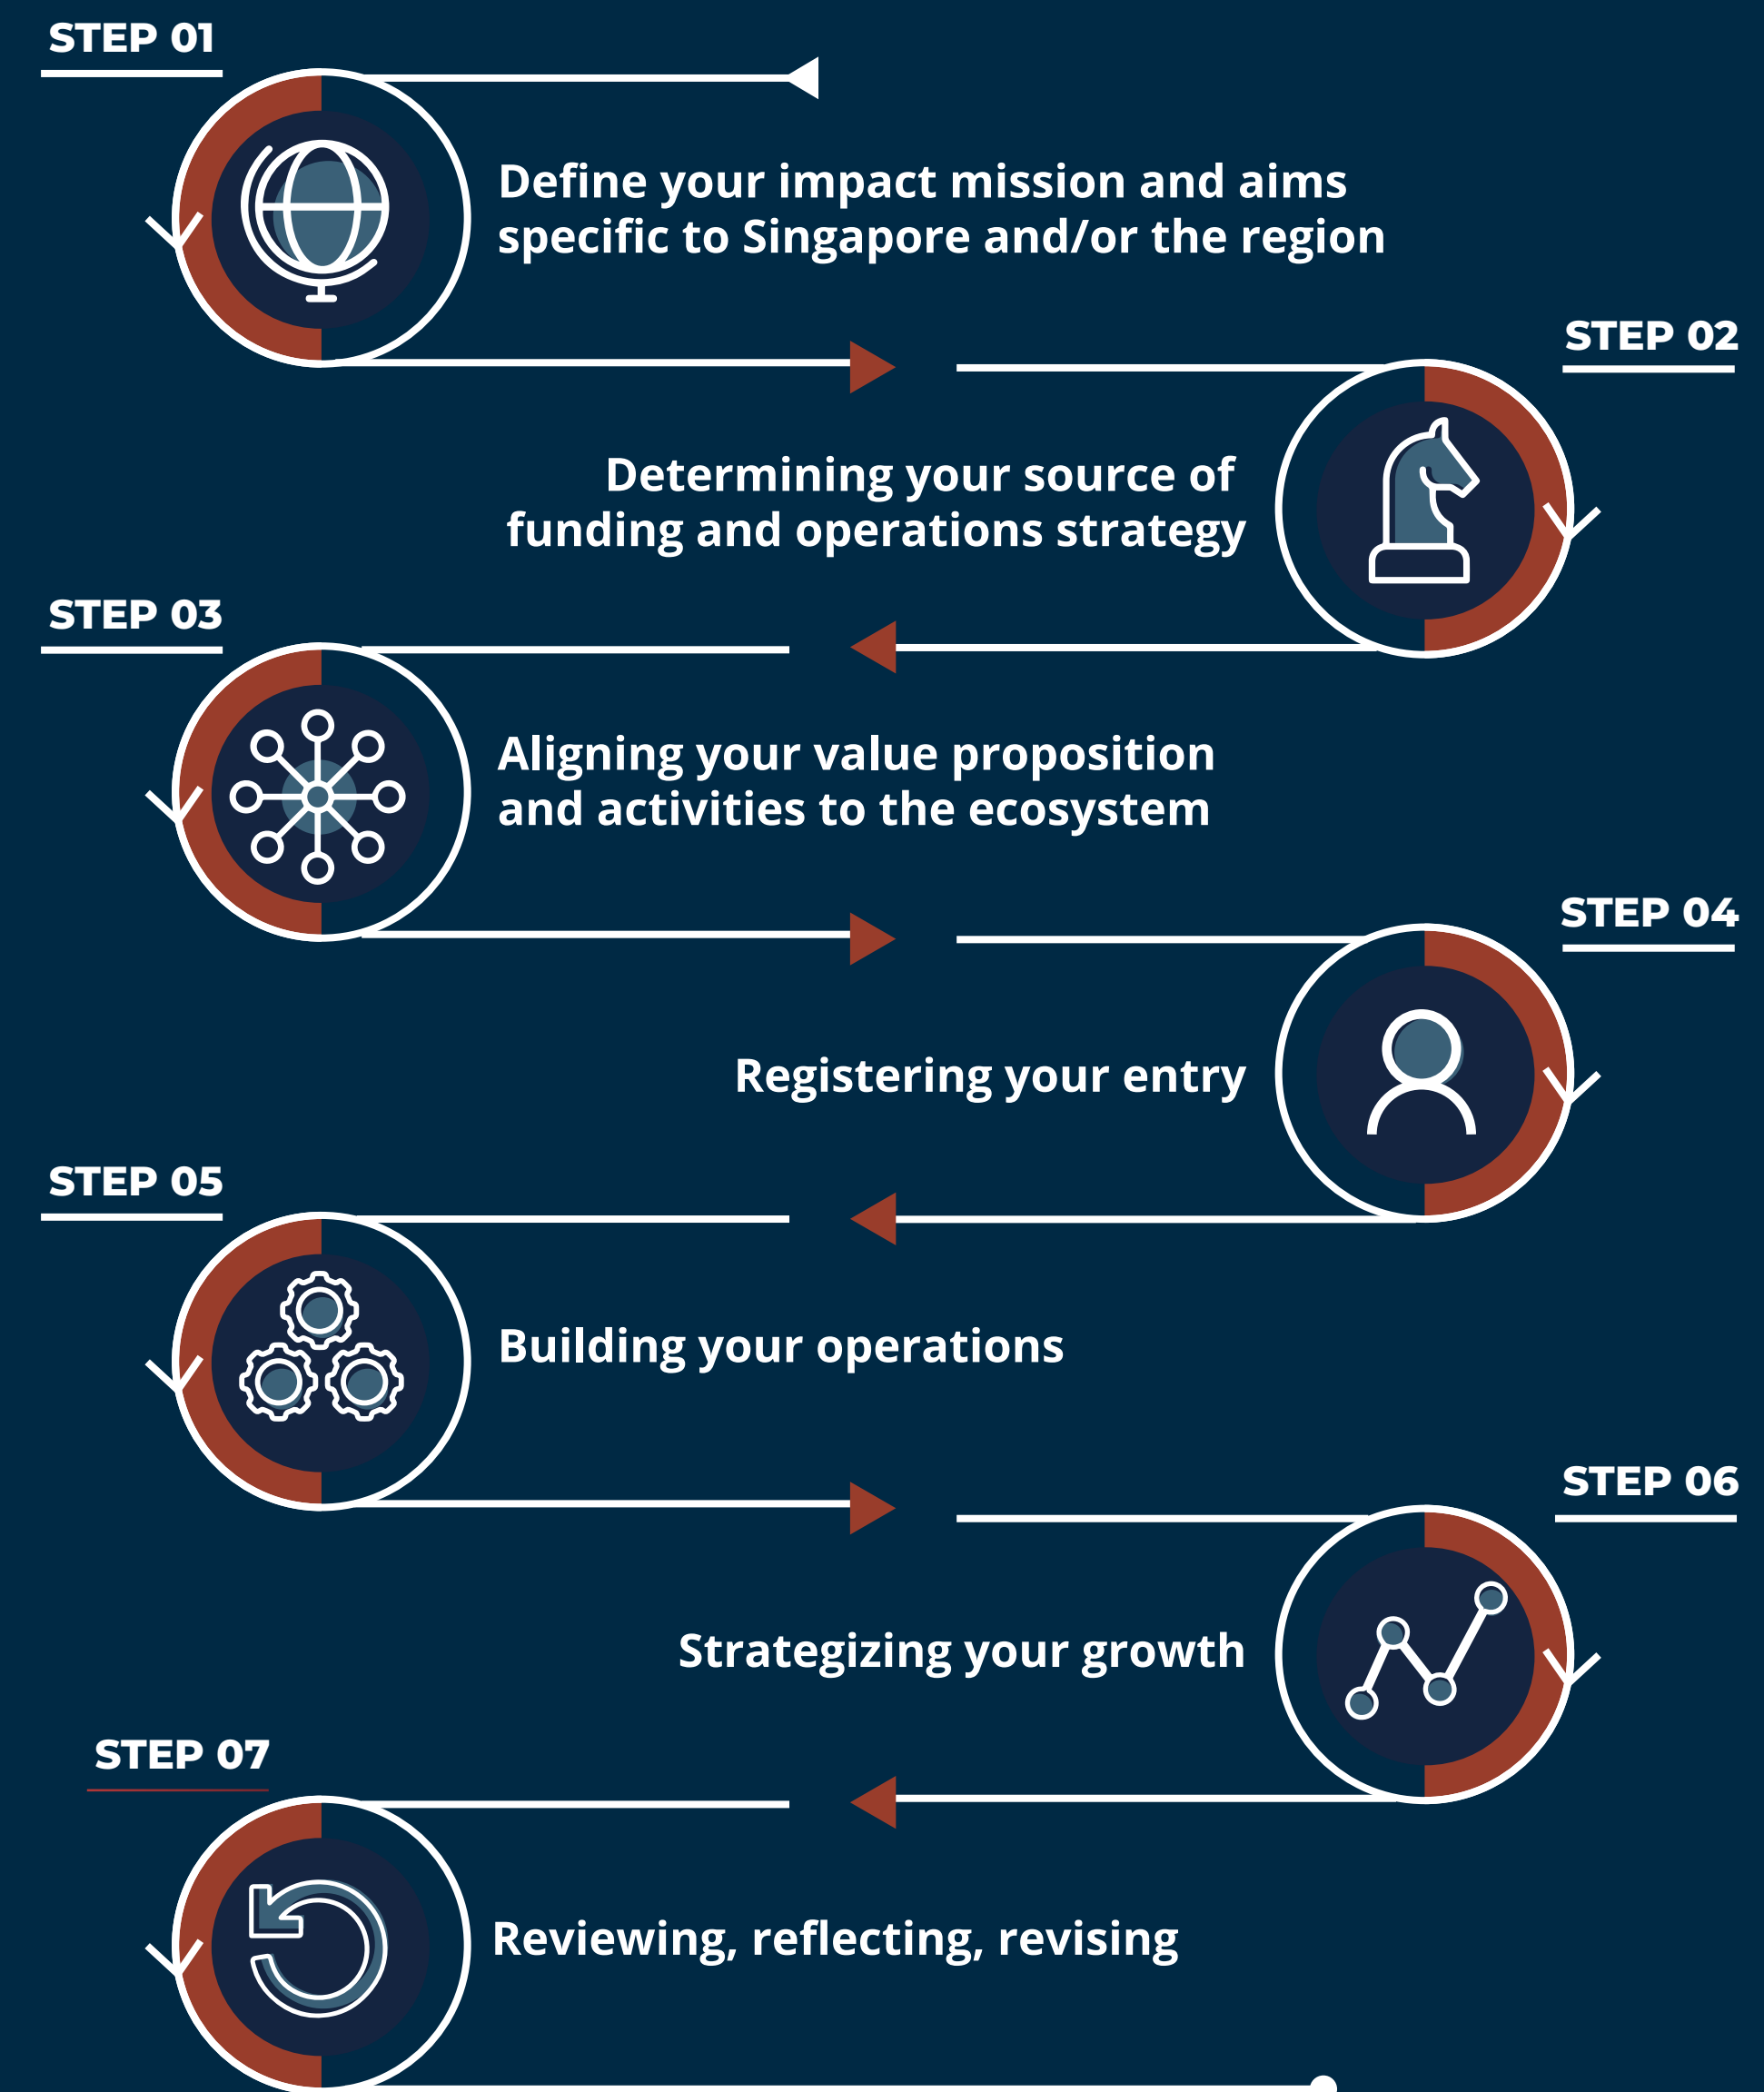 STEP 01
Define your impact mission and aims
specific to Singapore and/or the region
STEP 02
Determining your source of
funding and operations strategy
STEP 03
Aligning your value proposition
and activities to the ecosystem
STEP 04
Registering your entry
STEP 05
Building your operations
STEP 06
Strategizing your growth
STEP 07
Reviewing, reflecting, revising